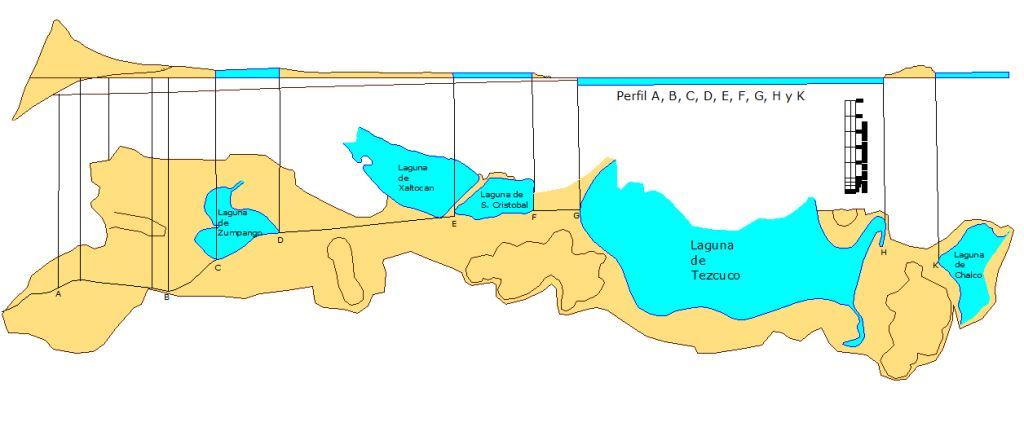 Perfil A, B, C, D, E, F, G, H y K
Laguna
de
Xaltocan
Laguna de
S. Cristobal
Laguna
de
Zumpango
Laguna
de
Tezcuco
Laguna
de
Chalco
A
B
C
D
E
F
G
H
K